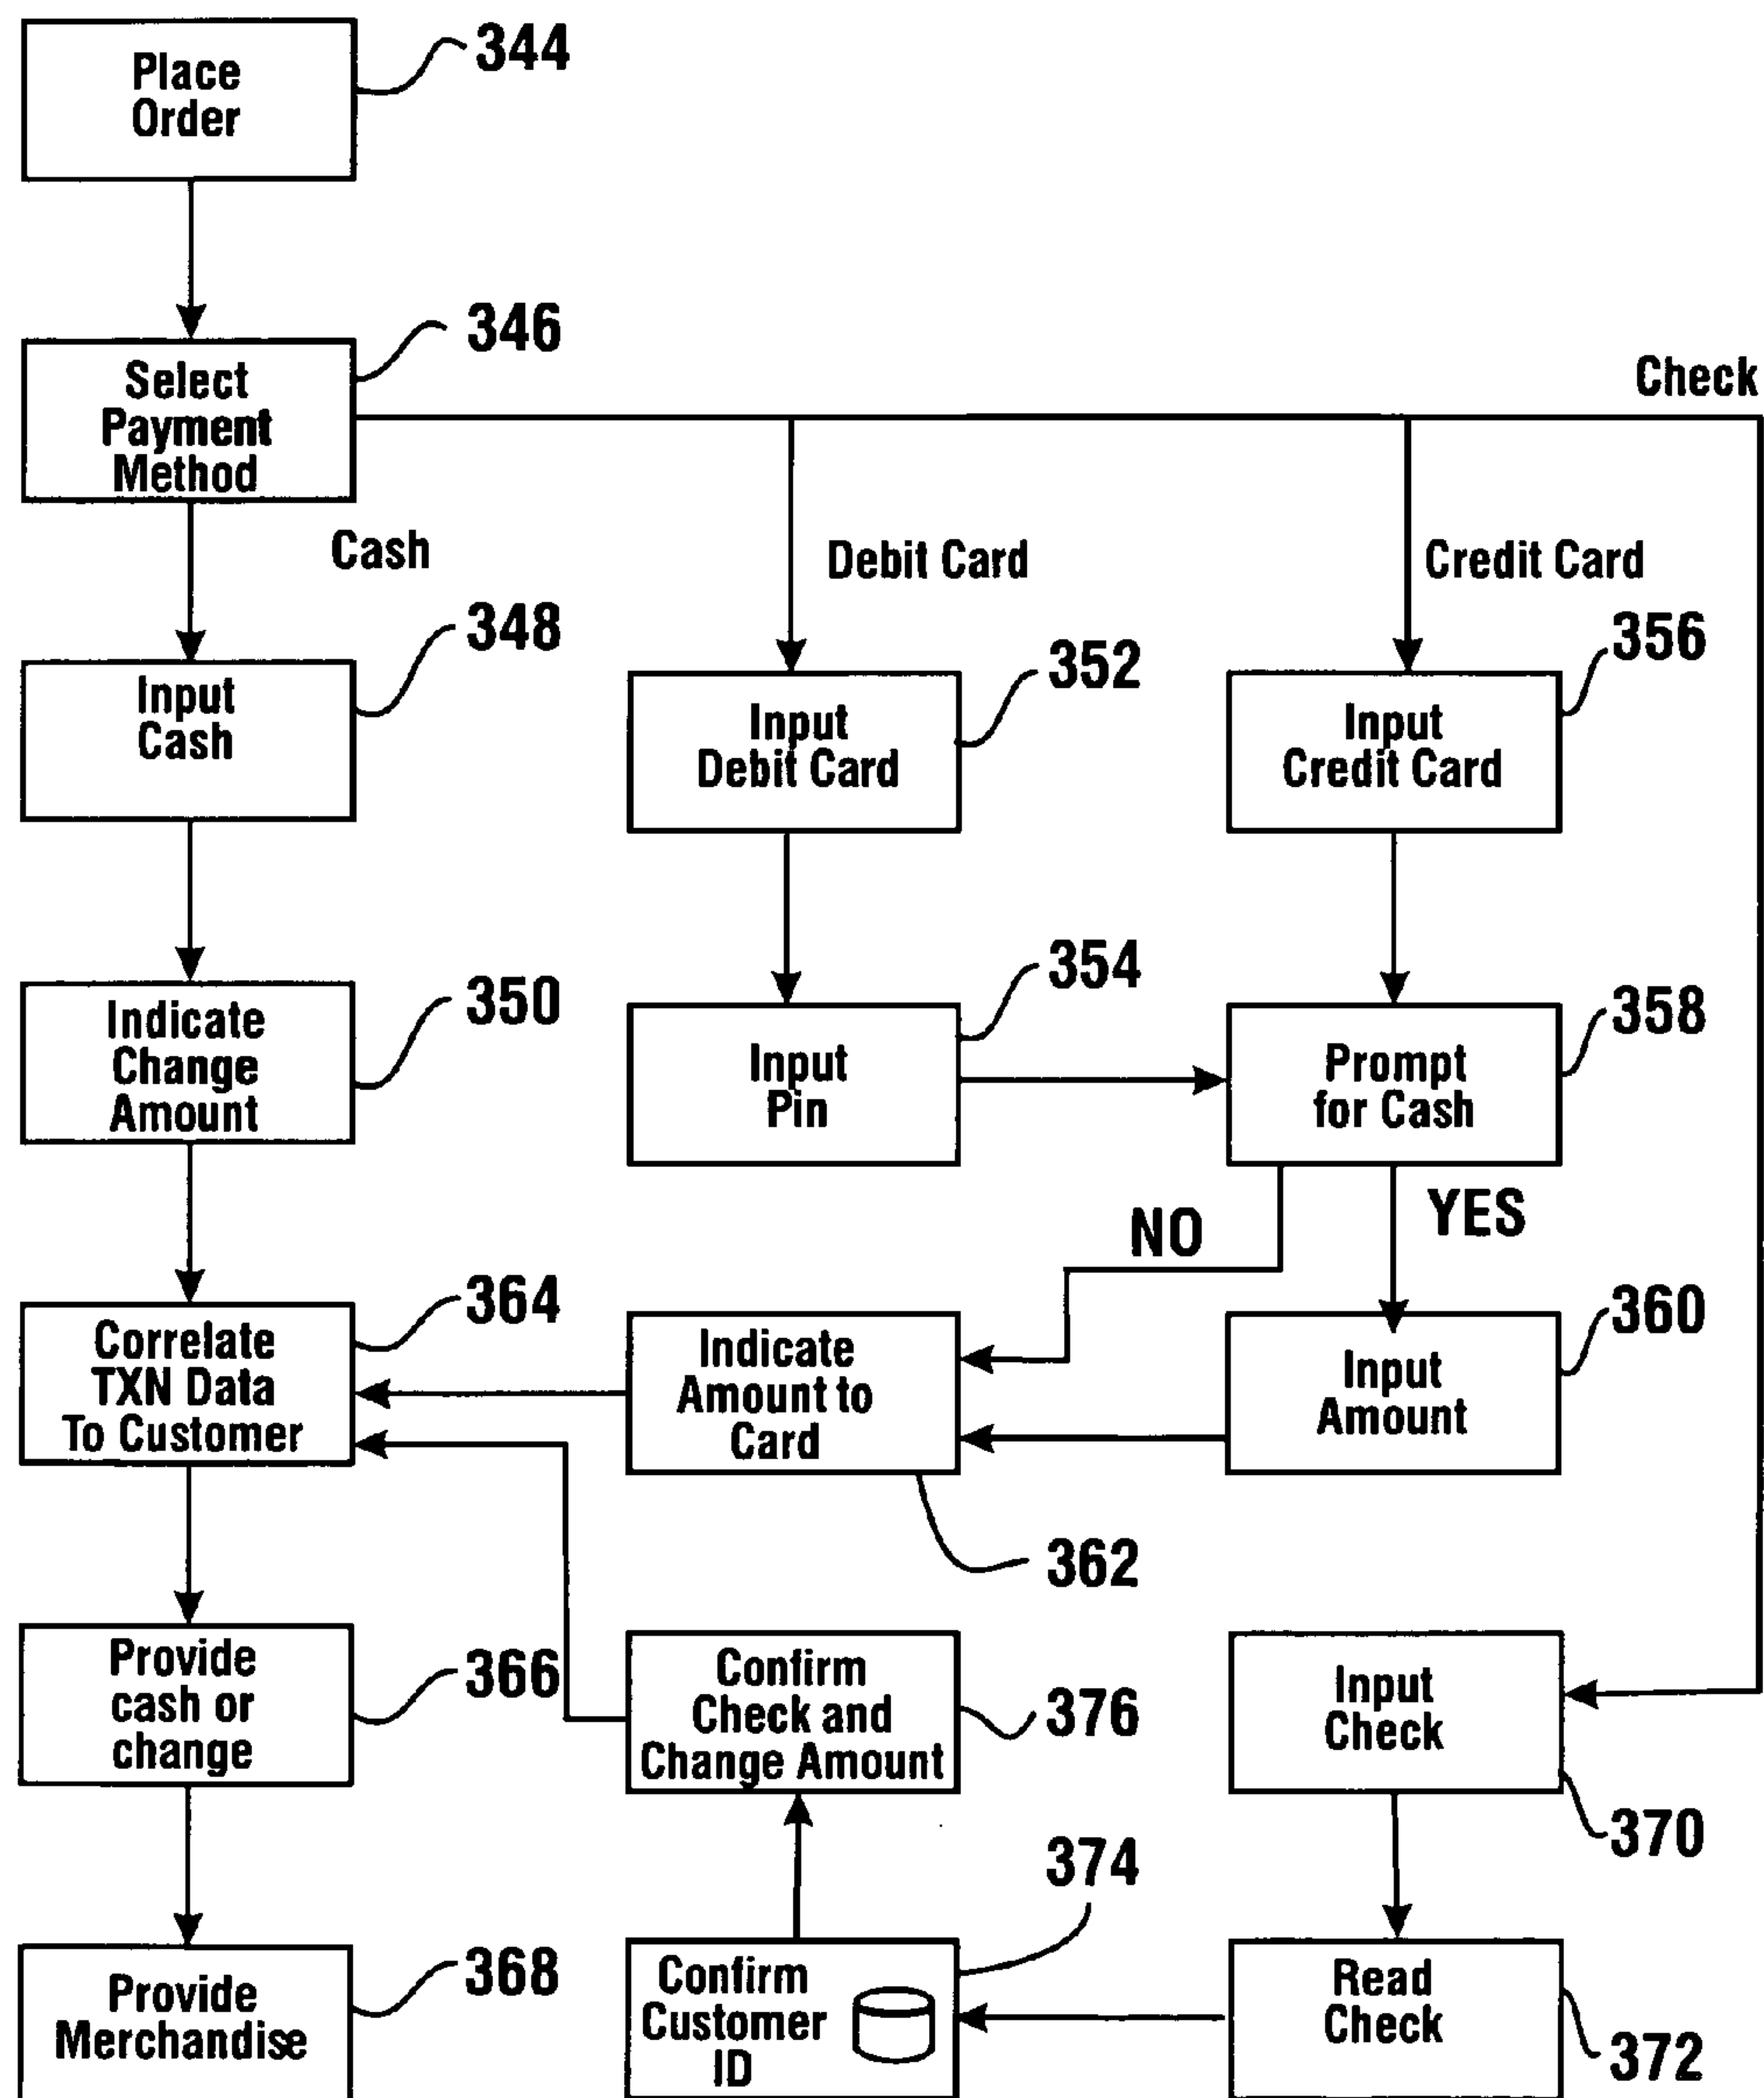 Place
Order
344
Select
Payment
Method
346
Check
Cash
Debit Card
Credit Card
Input
Cash
348
Input
Debit Card
352
Input
Credit Card
356
Indicate
Change
Amount
350
Input
Pin
354
Prompt
for Cash
358
NO
YES
Correlate
TXN Data
To Customer
364
Indicate
Amount to
Card
362
Input
Amount
360
Provide
cash or
change
366
Confirm
Check and
Change Amount
376
Input
Check
370
Provide
Merchandise
368
Confirm
Customer
ID
374
Read
Check
372